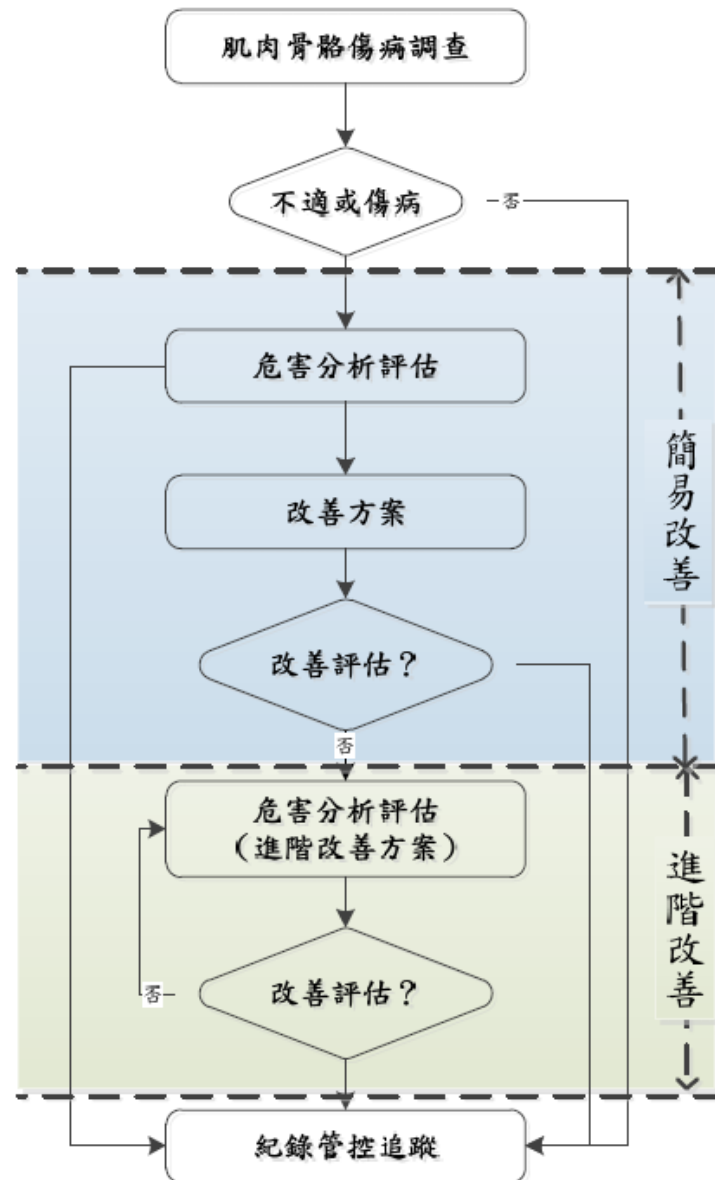 肌肉骨骼傷病調查
不適或傷病
否
危害分析評估
改善方案
改善評估？
否
簡易改善
危害分析評估
（進階改善方案）
改善評估？
否
進階改善
紀錄管控追蹤